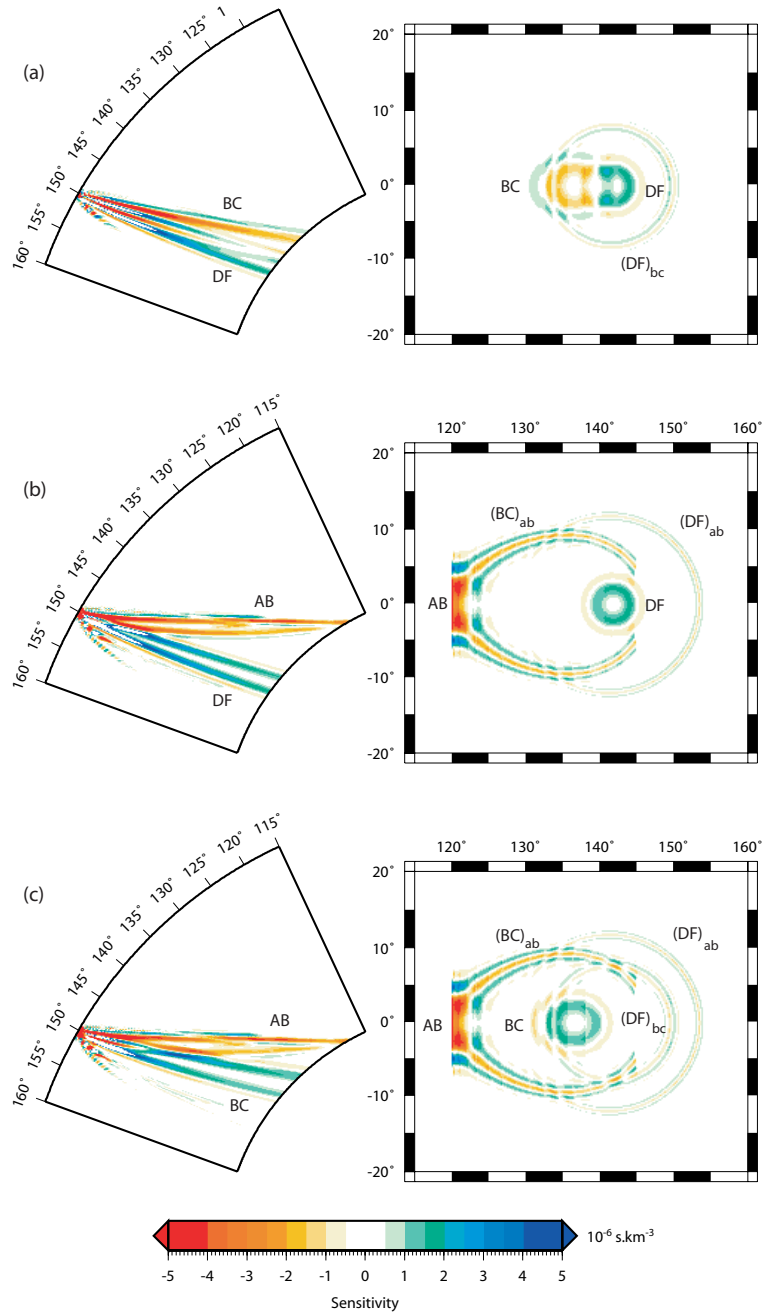 (a)
1
125˚
130˚
135˚
140˚
145˚
150˚
155˚
160˚
BC
DF
20˚
10˚
0˚
-10˚
-20˚
BC
DF
(DF)bc
(b)
115˚
120˚
125˚
130˚
135˚
140˚
145˚
150˚
155˚
160˚
AB
DF
120˚ 130˚ 140˚ 150˚ 160˚
20˚
10˚
0˚
-10˚
-20˚
(BC)ab
(DF)ab
AB
DF
(c)
115˚
120˚
125˚
130˚
135˚
140˚
145˚
150˚
155˚
160˚
AB
BC
120˚ 130˚ 140˚ 150˚ 160˚
20˚
10˚
0˚
-10˚
-20˚
(BC)ab
(DF)ab
AB
BC
(DF)bc
10⁻⁶ s.km⁻³
-5 -4 -3 -2 -1 0 1 2 3 4 5
Sensitivity